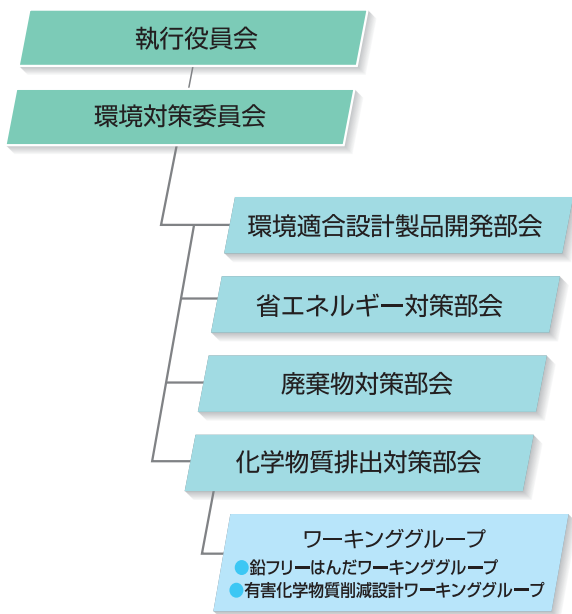 執行役員会
環境対策委員会
環境適合設計製品開発部会
省エネルギー対策部会
廃棄物対策部会
化学物質排出対策部会
ワーキンググループ
●鉛フリーはんだワーキンググループ
●有害化学物質削減設計ワーキンググループ